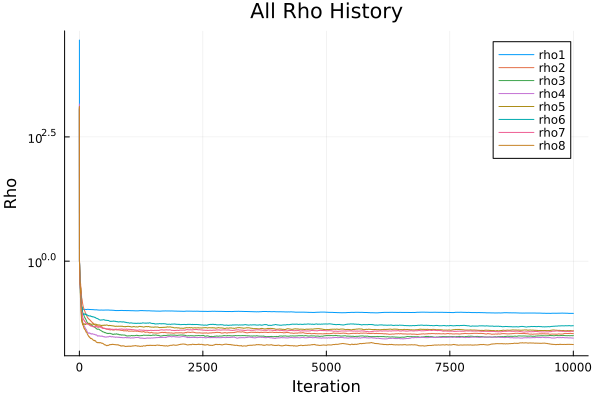 All Rho History
rho1
rho2
rho3
rho4
rho5
rho6
rho7
rho8
10^2.5
10^0.0
Rho
0 2500 5000 7500 10000
Iteration